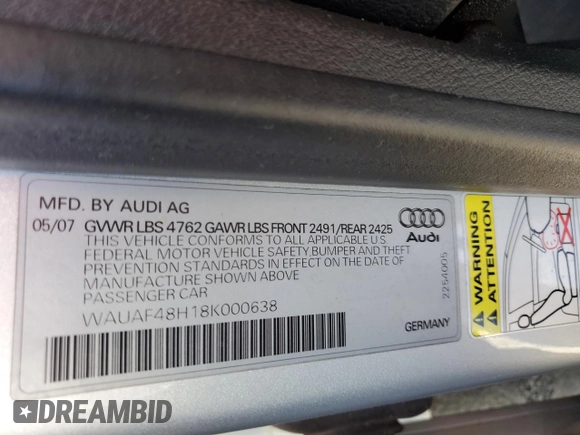 MFD. BY AUDI AG
05/07 GVWR LBS 4762 GAWR LBS FRONT 2491/REAR 2425
THIS VEHICLE CONFORMS TO ALL APPLICABLE U.S.
FEDERAL MOTOR VEHICLE SAFETY,BUMPER AND THEFT
PREVENTION STANDARDS IN EFFECT ON THE DATE OF
MANUFACTURE SHOWN ABOVE
PASSENGER CAR
WAUAF48H18K000638
Audi
2254005
GERMANY
WARNING
ATTENTION
DREAMBID